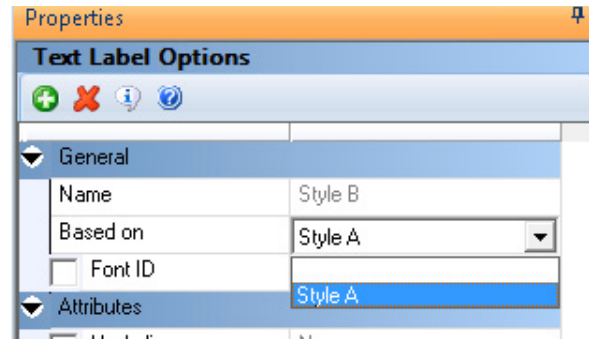 Properties
Text Label Options
General
Name Style B
Based on Style A
Font ID
Style A
Attributes